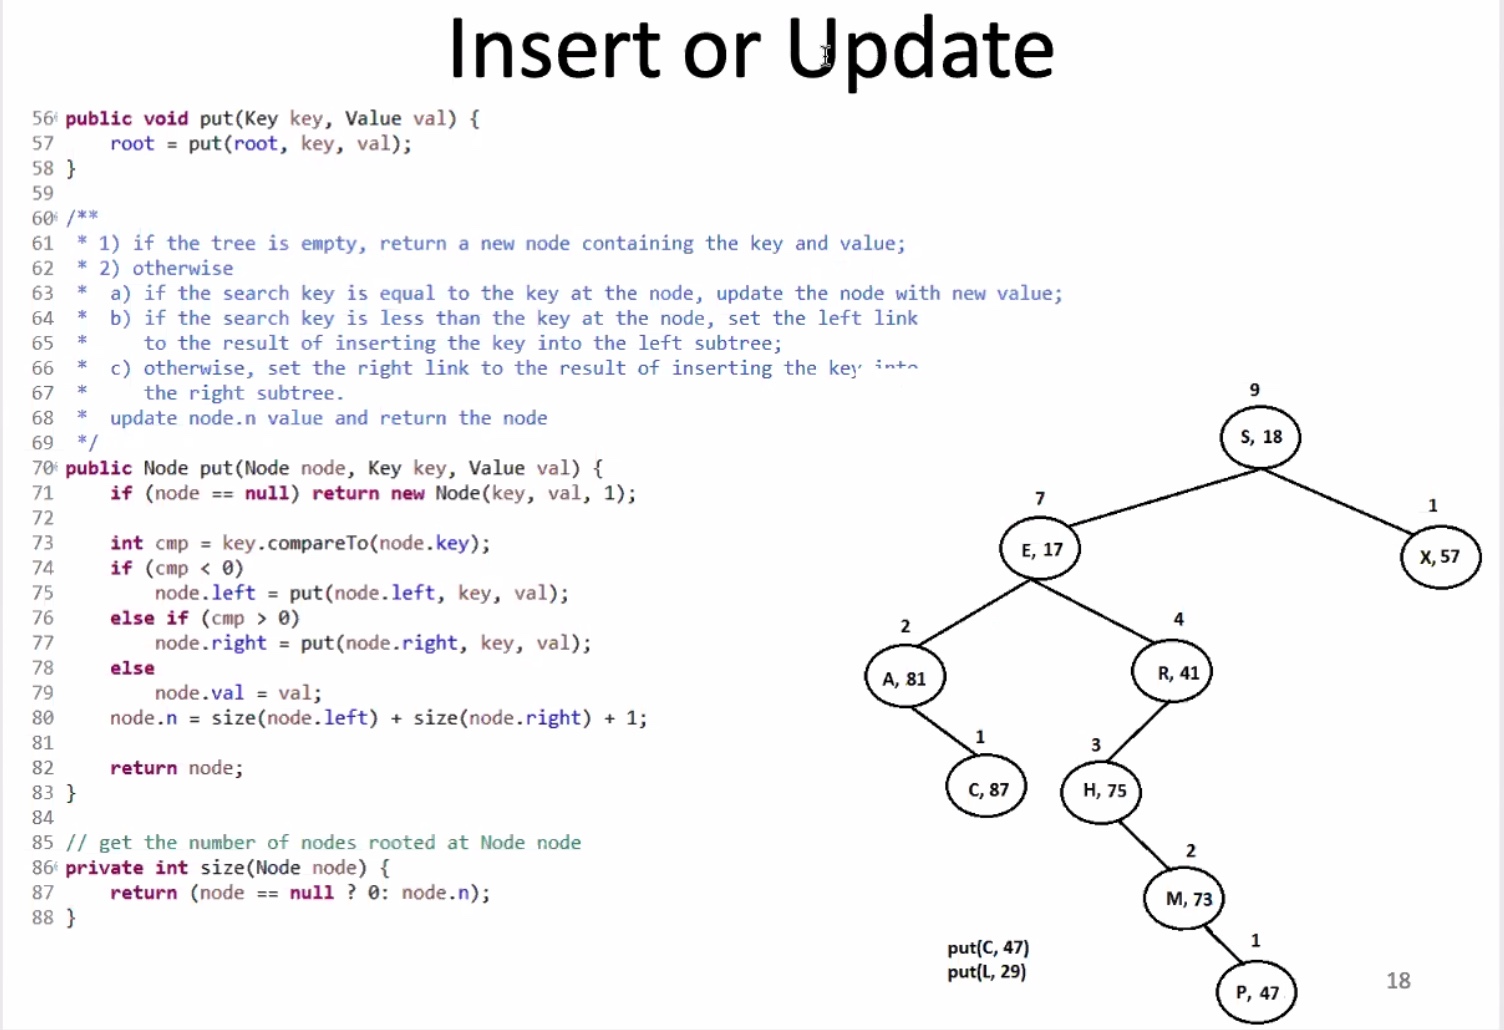 Insert or Update
56 public void put(Key key, Value val) {
57     root = put(root, key, val);
58 }
59
60 /**
61  * 1) if the tree is empty, return a new node containing the key and value;
62  * 2) otherwise
63  *  a) if the search key is equal to the key at the node, update the node with new value;
64  *  b) if the search key is less than the key at the node, set the left link
65  *     to the result of inserting the key into the left subtree;
66  *  c) otherwise, set the right link to the result of inserting the key into
67  *     the right subtree.
68  *  update node.n value and return the node
69  */
70 public Node put(Node node, Key key, Value val) {
71     if (node == null) return new Node(key, val, 1);
72
73     int cmp = key.compareTo(node.key);
74     if (cmp < 0)
75         node.left = put(node.left, key, val);
76     else if (cmp > 0)
77         node.right = put(node.right, key, val);
78     else
79         node.val = val;
80     node.n = size(node.left) + size(node.right) + 1;
81
82     return node;
83 }
84
85 // get the number of nodes rooted at Node node
86 private int size(Node node) {
87     return (node == null ? 0: node.n);
88 }
9
S, 18
7
E, 17
1
X, 57
2
A, 81
4
R, 41
1
C, 87
3
H, 75
2
M, 73
1
P, 47
put(C, 47)
put(L, 29)
18